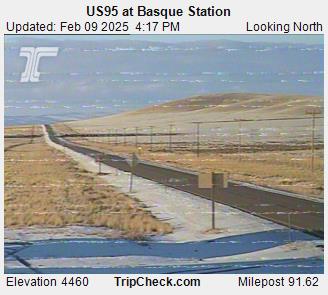 US95 at Basque Station
Updated: Feb 09 2025 4:17 PM Looking North
Elevation 4460 TripCheck.com Milepost 91.62